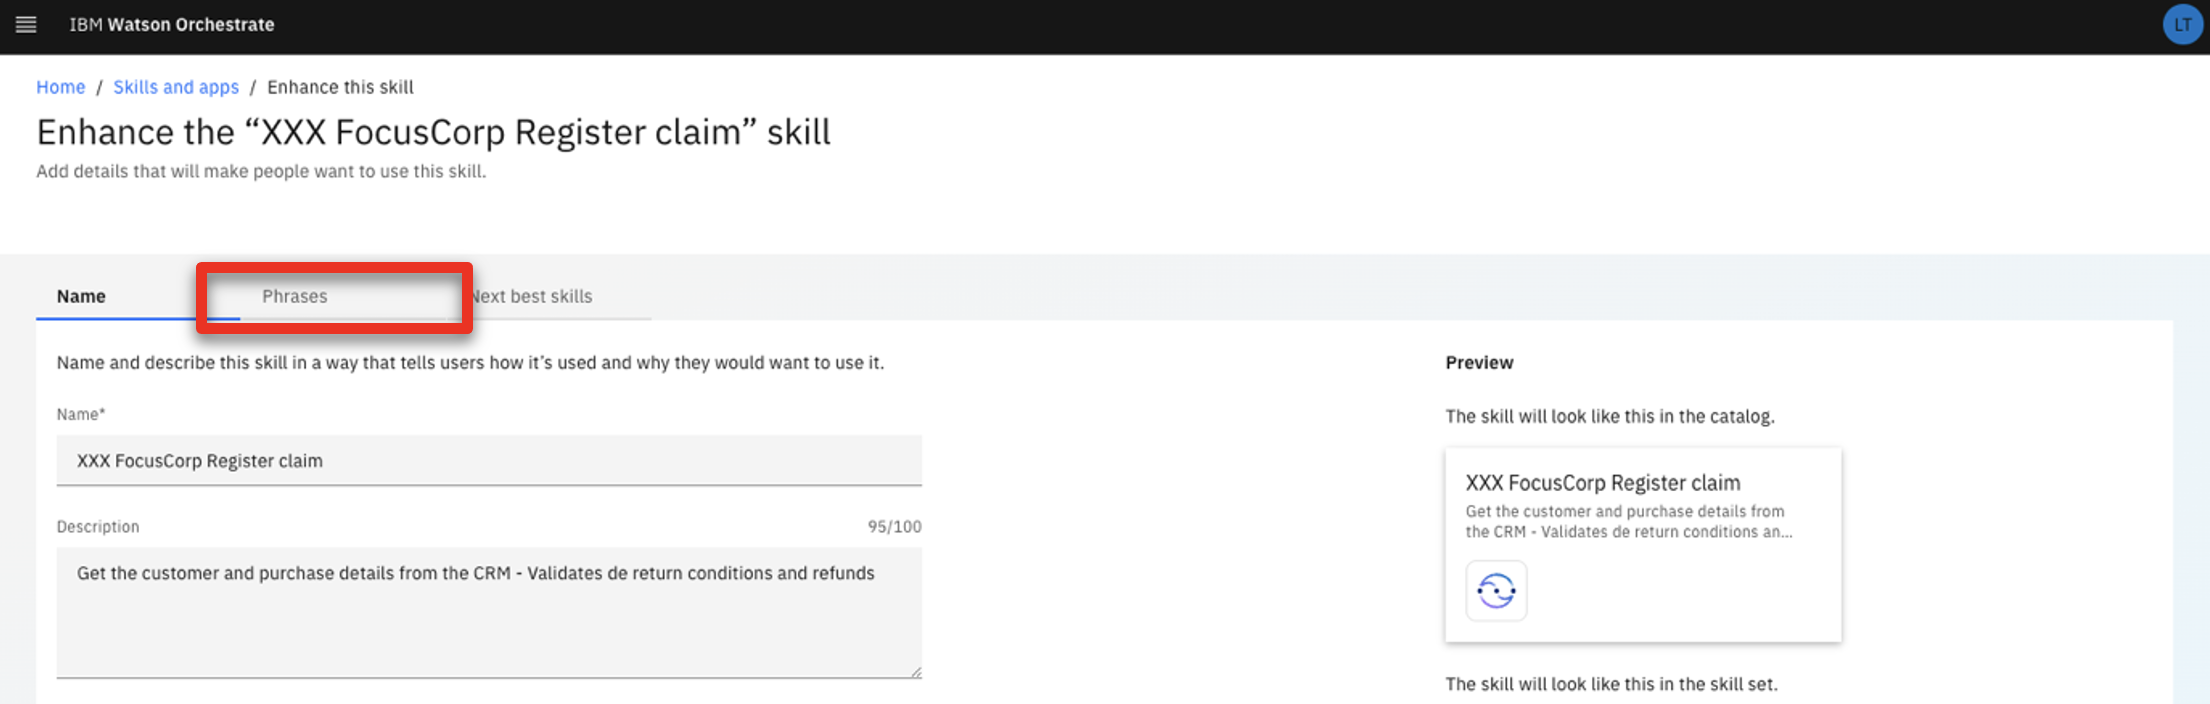 IBM Watson Orchestrate
LT
Home / Skills and apps / Enhance this skill
Enhance the “XXX FocusCorp Register claim” skill
Add details that will make people want to use this skill.
Name
Phrases
Next best skills
Name and describe this skill in a way that tells users how it’s used and why they would want to use it.
Name*
XXX FocusCorp Register claim
Description
95/100
Get the customer and purchase details from the CRM - Validates de return conditions and refunds
Preview
The skill will look like this in the catalog.
XXX FocusCorp Register claim
Get the customer and purchase details from
the CRM - Validates de return conditions an...
The skill will look like this in the skill set.